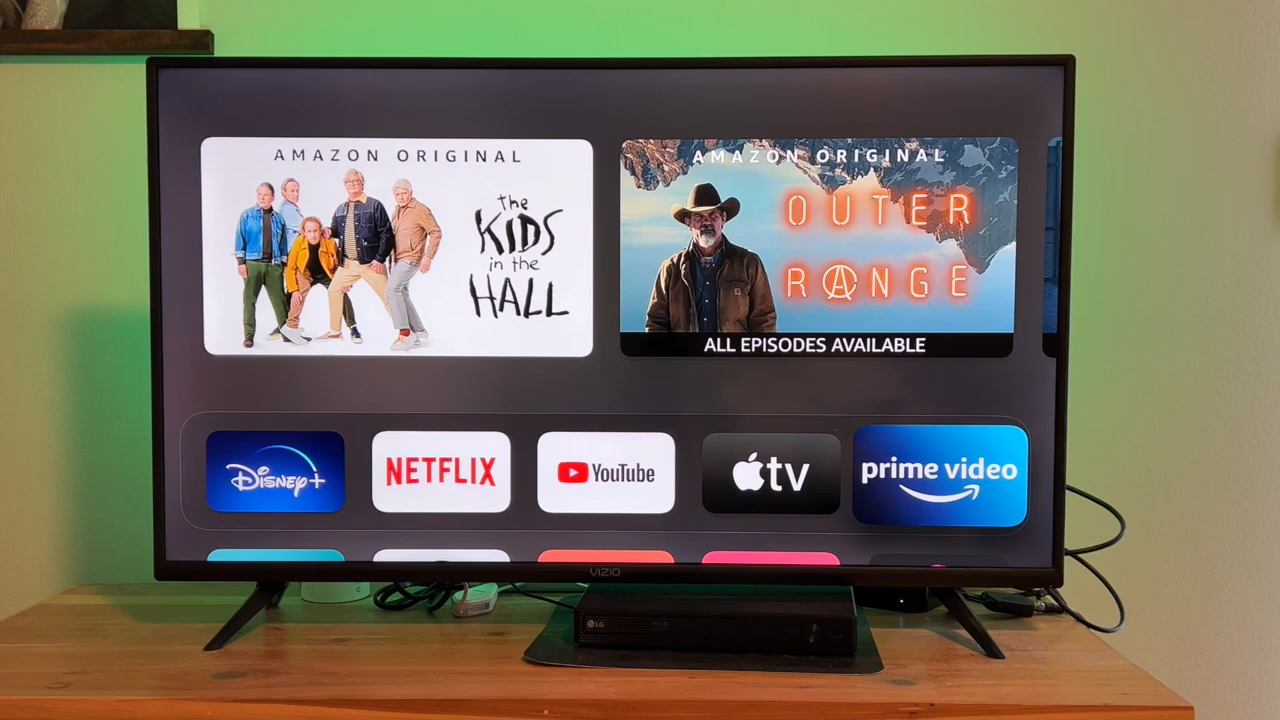 AMAZON ORIGINAL
the
KIDS
in the
HALL
AMAZON ORIGINAL
OUTER
RANGE
ALL EPISODES AVAILABLE
Disney+
NETFLIX
YouTube
tv
prime video
VIZIO
LG